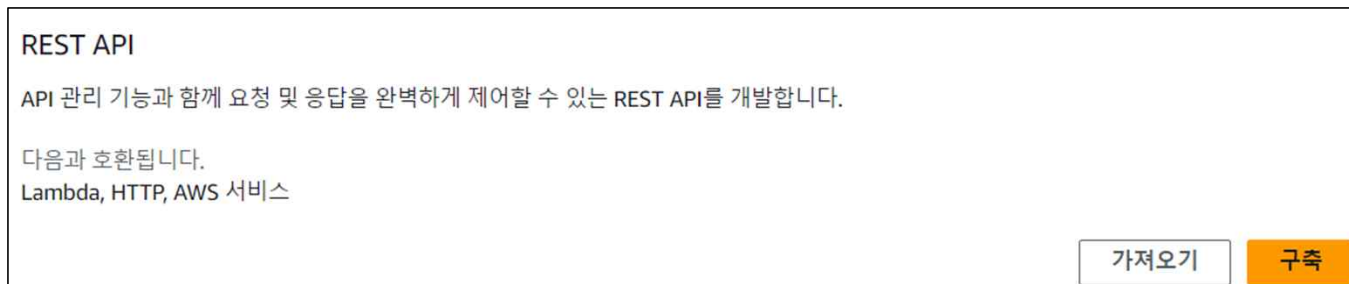 REST API
API 관리 기능과 함께 요청 및 응답을 완벽하게 제어할 수 있는 REST API를 개발합니다.
다음과 호환됩니다.
Lambda, HTTP, AWS 서비스
가져오기
구축